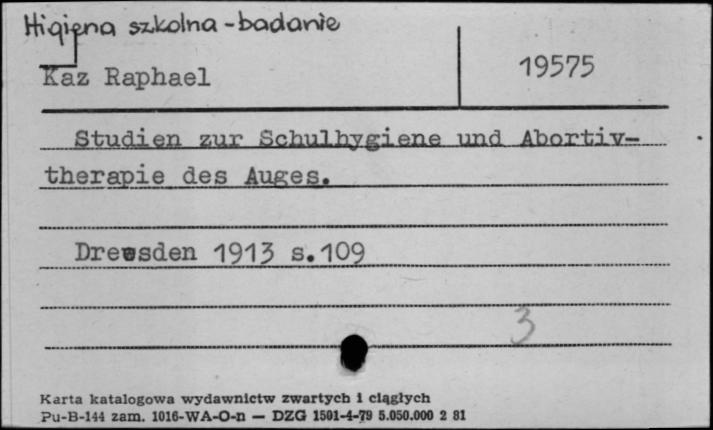 Higiena szkolna - badanie
Kaz Raphael
19575
Studien zur Schulhygiene und Abortiv-
therapie des Auges.
Drewsden 1913 s.109
3
Karta katalogowa wydawnictw zwartych i ciągłych
Pu-B-144 zam. 1016-WA-O-n — DZG 1501-4-79 5.050.000 2 81